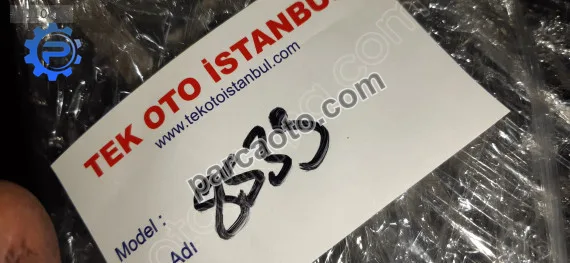 TEK OTO İSTANBUL
www.tekotoistanbul.com
parcaoto.com
Model :
Adı